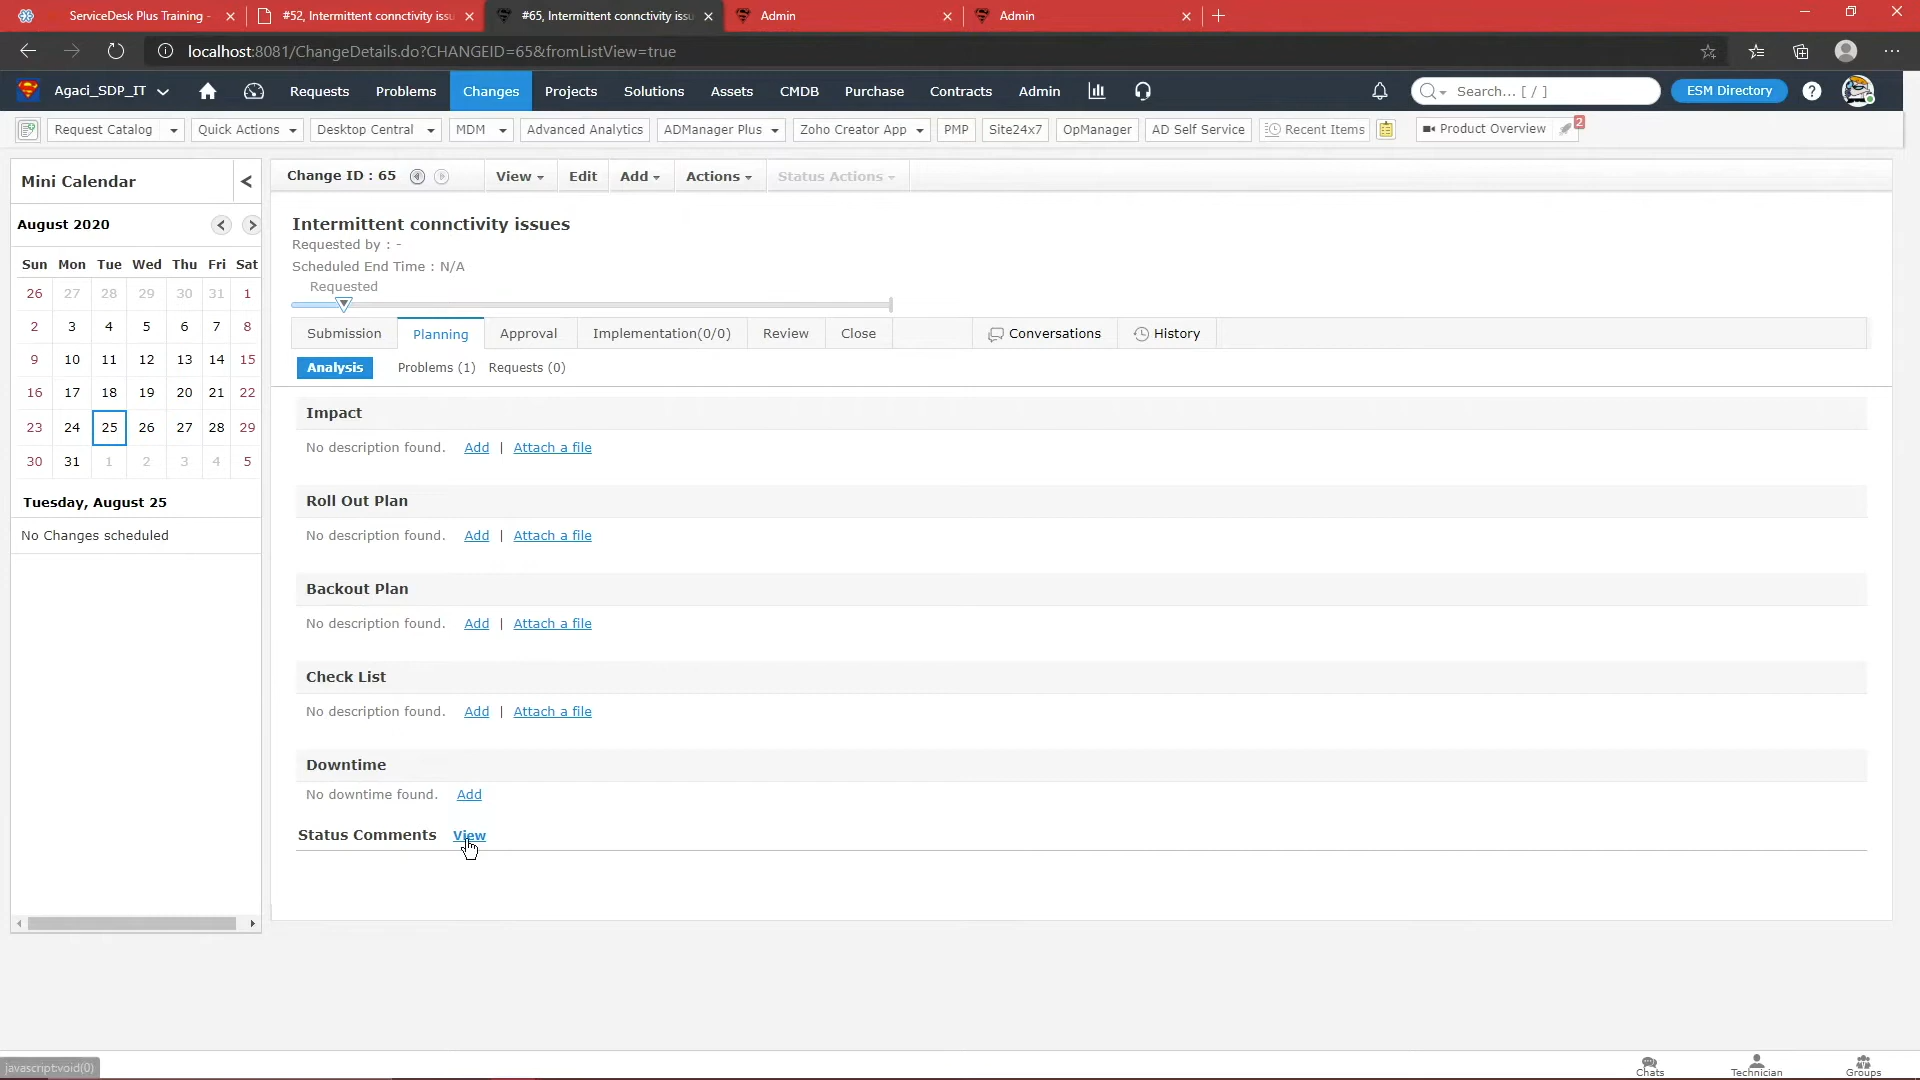 ServiceDesk Plus Training -
#52, Intermittent connctivity issu
#65, Intermittent connctivity issu
Admin
Admin
localhost:8081/ChangeDetails.do?CHANGEID=65&fromListView=true
Agaci_SDP_IT
Requests
Problems
Changes
Projects
Solutions
Assets
CMDB
Purchase
Contracts
Admin
Search... [ / ]
ESM Directory
Request Catalog
Quick Actions
Desktop Central
MDM
Advanced Analytics
ADManager Plus
Zoho Creator App
PMP
Site24x7
OpManager
AD Self Service
Recent Items
Product Overview
2
Mini Calendar
August 2020
Sun Mon Tue Wed Thu Fri Sat
26 27 28 29 30 31 1
2 3 4 5 6 7 8
9 10 11 12 13 14 15
16 17 18 19 20 21 22
23 24 25 26 27 28 29
30 31 1 2 3 4 5
Tuesday, August 25
No Changes scheduled
Change ID : 65
View
Edit
Add
Actions
Status Actions
Intermittent connctivity issues
Requested by : -
Scheduled End Time : N/A
Requested
Submission
Planning
Approval
Implementation(0/0)
Review
Close
Conversations
History
Analysis
Problems (1)
Requests (0)
Impact
No description found. Add | Attach a file
Roll Out Plan
No description found. Add | Attach a file
Backout Plan
No description found. Add | Attach a file
Check List
No description found. Add | Attach a file
Downtime
No downtime found. Add
Status Comments View
javascript:void(0)
Chats
Technician
Groups